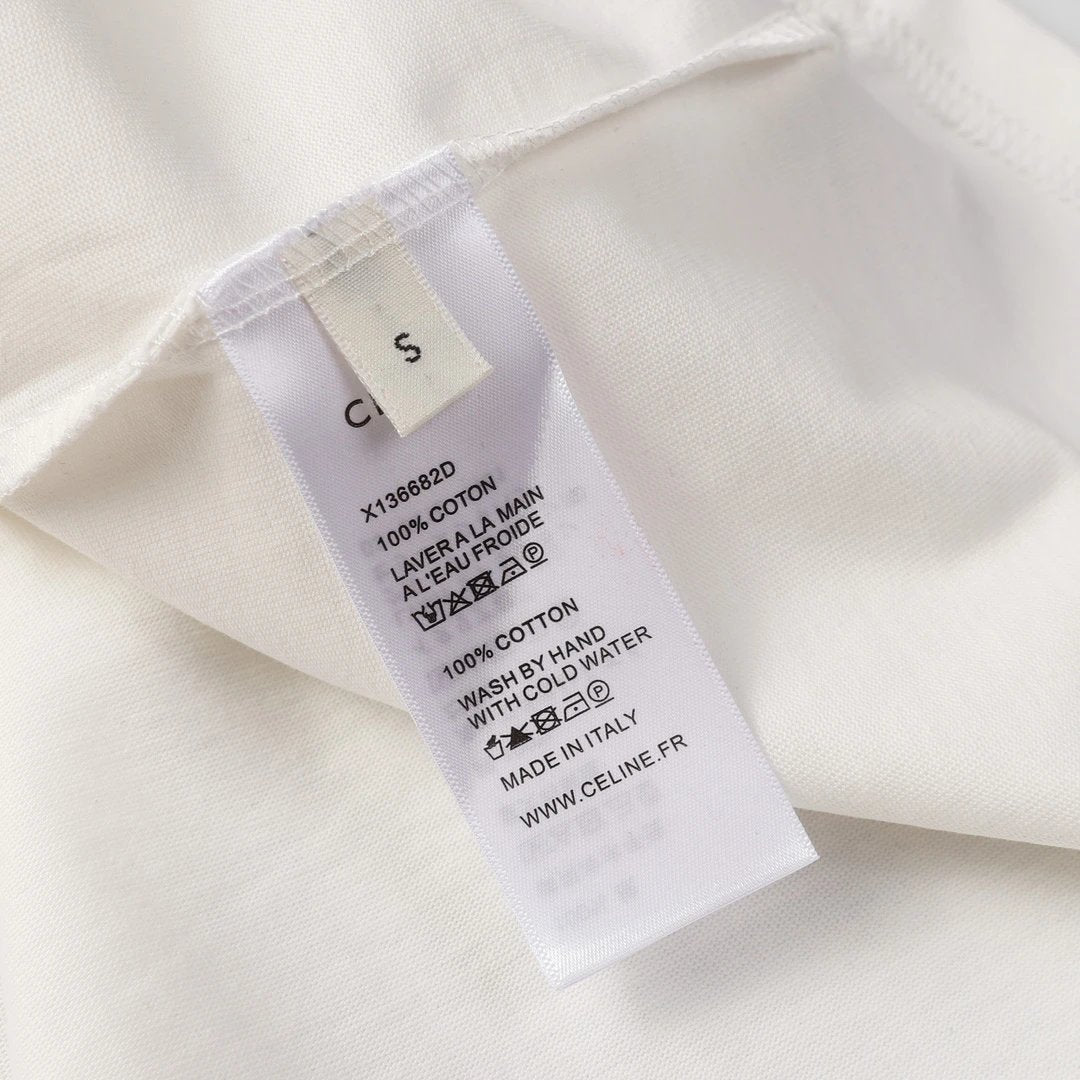 S
X136682D
100% COTON
LAVER A LA MAIN
A L'EAU FROIDE
P
100% COTTON
WASH BY HAND
WITH COLD WATER
P
MADE IN ITALY
WWW.CELINE.FR